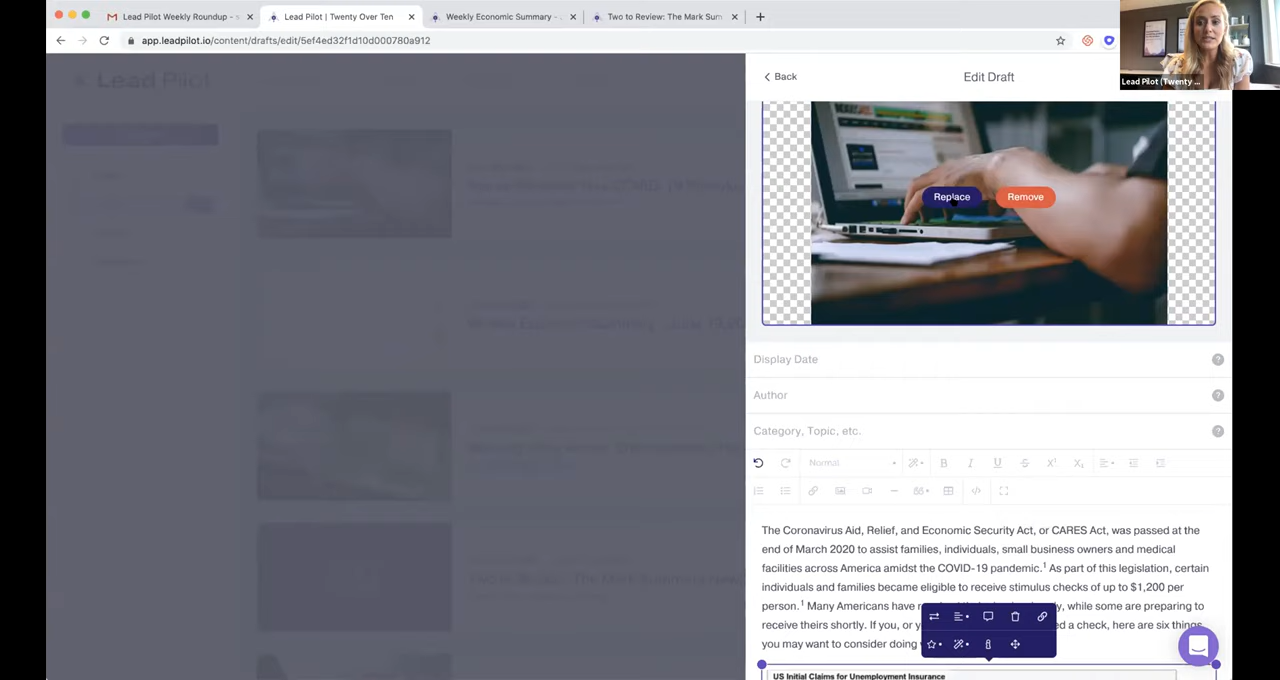 Lead Pilot Weekly Roundup - s
Lead Pilot | Twenty Over Ten
Weekly Economic Summary - 
Two to Review: The Mark Sum
app.leadpilot.io/content/drafts/edit/5ef4ed32f1d10d000780a912
Lead Pilot (Twenty ...
Lead Pilot
Back
Edit Draft
Replace
Remove
Display Date
Author
Category, Topic, etc.
Normal
The Coronavirus Aid, Relief, and Economic Security Act, or CARES Act, was passed at the
end of March 2020 to assist families, individuals, small business owners and medical
facilities across America amidst the COVID-19 pandemic.¹ As part of this legislation, certain
individuals and families became eligible to receive stimulus checks of up to $1,200 per
person.¹ Many Americans have while some are preparing to
receive theirs shortly. If you, or a check, here are six things
you may want to consider doing
US Initial Claims for Unemployment Insurance